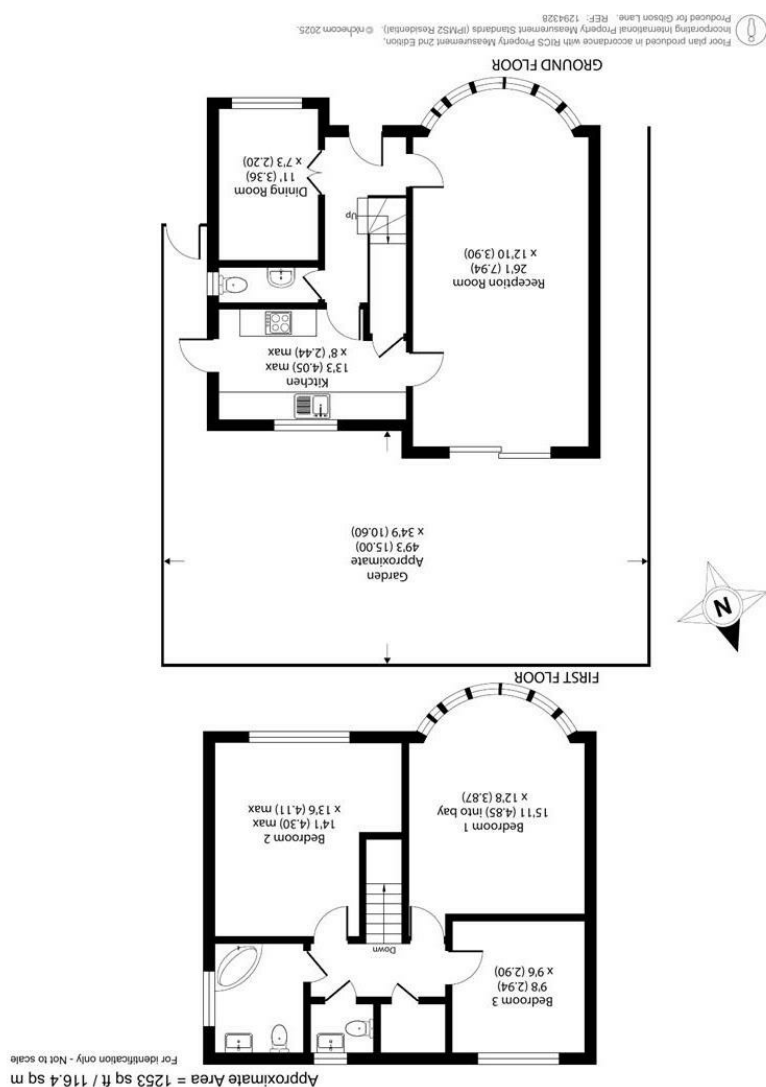 Approximate Area = 1253 sq ft / 116.4 sq m
For identification only - Not to scale
Bedroom 3
9'8 (2.94)
x 9'6 (2.90)
Down
Bedroom 1
15'11 (4.85) into bay
x 12'8 (3.87)
Bedroom 2
14'1 (4.30) max
x 13'6 (4.11) max
FIRST FLOOR
N
Garden
Approximate
49'3 (15.00)
x 34'9 (10.60)
Kitchen
13'3 (4.05) max
x 8' (2.44) max
Reception Room
26'1 (7.94)
x 12'10 (3.90)
Up
Dining Room
11' (3.36)
x 7'3 (2.20)
GROUND FLOOR
Floor plan produced in accordance with RICS Property Measurement 2nd Edition,
Incorporating International Property Measurement Standards (IPMS2 Residential). © nichecom 2025.
Produced for Gibson Lane. REF: 1294328